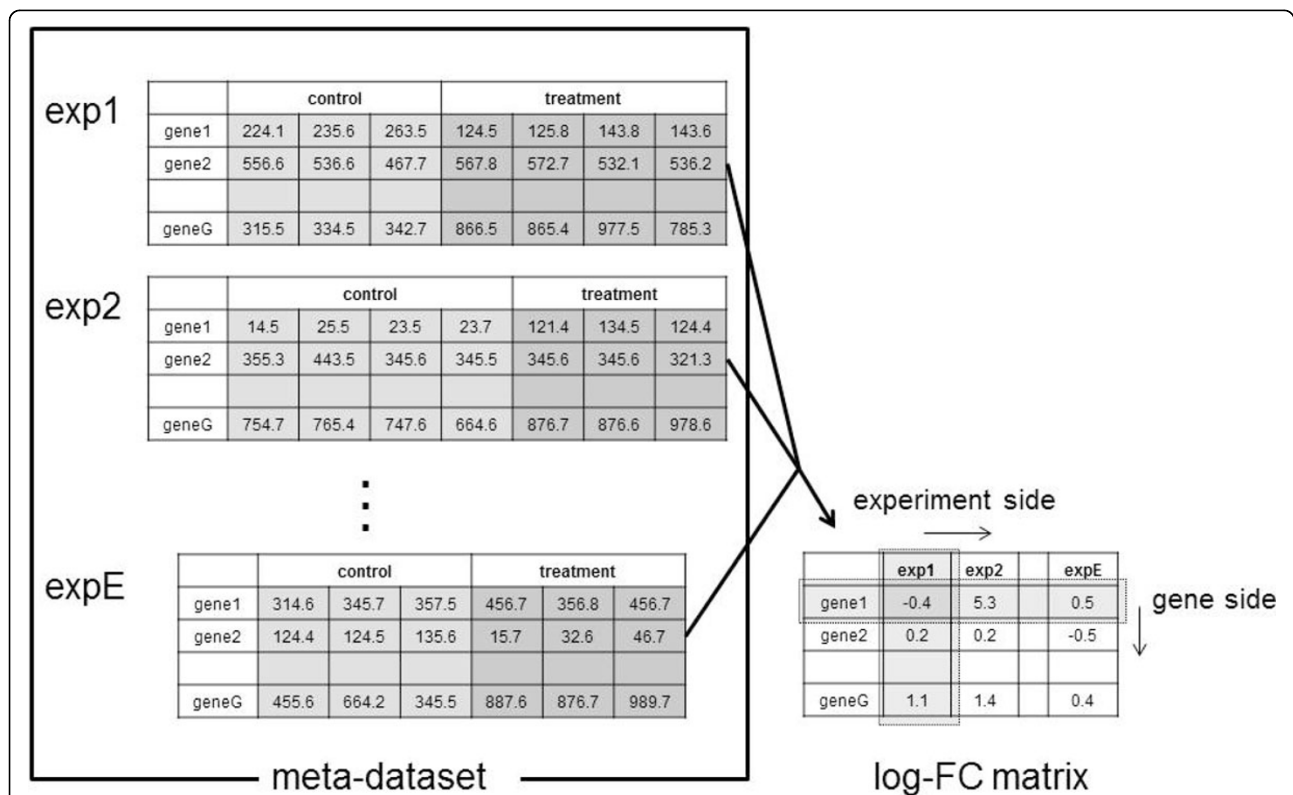 exp1
control treatment
gene1 224.1 235.6 263.5 124.5 125.8 143.8 143.6
gene2 556.6 536.6 467.7 567.8 572.7 532.1 536.2
geneG 315.5 334.5 342.7 866.5 865.4 977.5 785.3
exp2
control treatment
gene1 14.5 25.5 23.5 23.7 121.4 134.5 124.4
gene2 355.3 443.5 345.6 345.5 345.6 345.6 321.3
geneG 754.7 765.4 747.6 664.6 876.7 876.6 978.6
expE
control treatment
gene1 314.6 345.7 357.5 456.7 356.8 456.7
gene2 124.4 124.5 135.6 15.7 32.6 46.7
geneG 455.6 664.2 345.5 887.6 876.7 989.7
meta-dataset
experiment side
exp1 exp2 expE
gene1 -0.4 5.3 0.5
gene2 0.2 0.2 -0.5
geneG 1.1 1.4 0.4
gene side
log-FC matrix